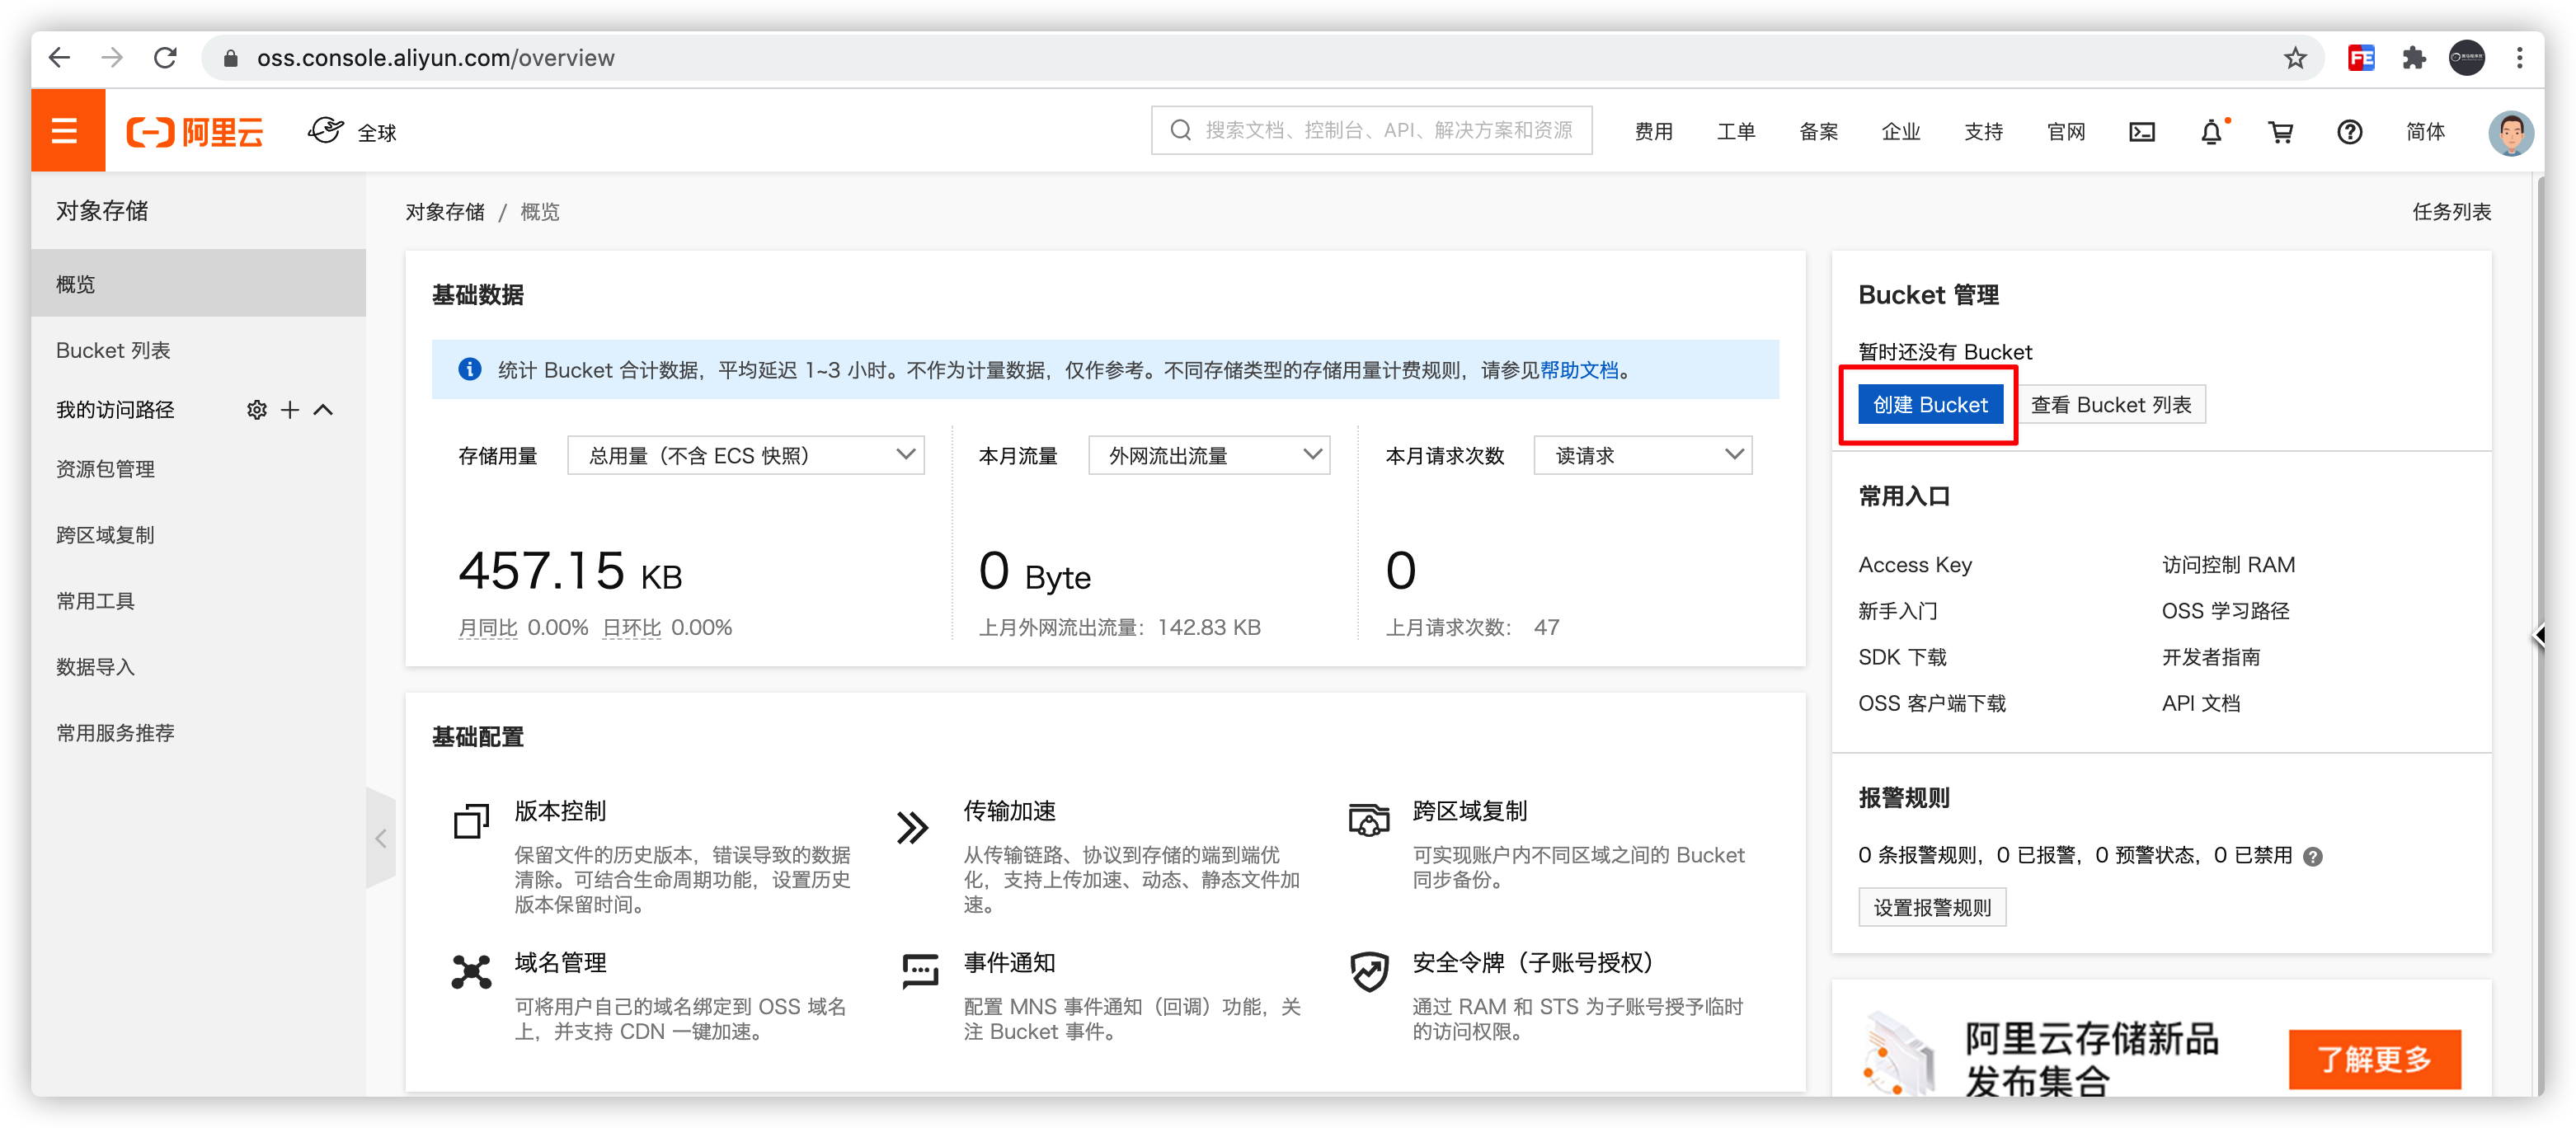 oss.console.aliyun.com/overview
FE
阿里云
全球
搜索文档、控制台、API、解决方案和资源
费用
工单
备案
企业
支持
官网
简体
对象存储
概览
Bucket 列表
我的访问路径
资源包管理
跨区域复制
常用工具
数据导入
常用服务推荐
对象存储 / 概览
任务列表
基础数据
统计 Bucket 合计数据，平均延迟 1~3 小时。不作为计量数据，仅作参考。不同存储类型的存储用量计费规则，请参见帮助文档。
存储用量
总用量（不含 ECS 快照）
457.15 KB
月同比 0.00% 日环比 0.00%
本月流量
外网流出流量
0 Byte
上月外网流出流量：142.83 KB
本月请求次数
读请求
0
上月请求次数： 47
基础配置
版本控制
保留文件的历史版本，错误导致的数据
清除。可结合生命周期功能，设置历史
版本保留时间。
传输加速
从传输链路、协议到存储的端到端优
化，支持上传加速、动态、静态文件加
速。
跨区域复制
可实现账户内不同区域之间的 Bucket
同步备份。
域名管理
可将用户自己的域名绑定到 OSS 域名
上，并支持 CDN 一键加速。
事件通知
配置 MNS 事件通知（回调）功能，关
注 Bucket 事件。
安全令牌（子账号授权）
通过 RAM 和 STS 为子账号授予临时
的访问权限。
Bucket 管理
暂时还没有 Bucket
创建 Bucket
查看 Bucket 列表
常用入口
Access Key
访问控制 RAM
新手入门
OSS 学习路径
SDK 下载
开发者指南
OSS 客户端下载
API 文档
报警规则
0 条报警规则，0 已报警，0 预警状态，0 已禁用
设置报警规则
阿里云存储新品
发布集合
了解更多